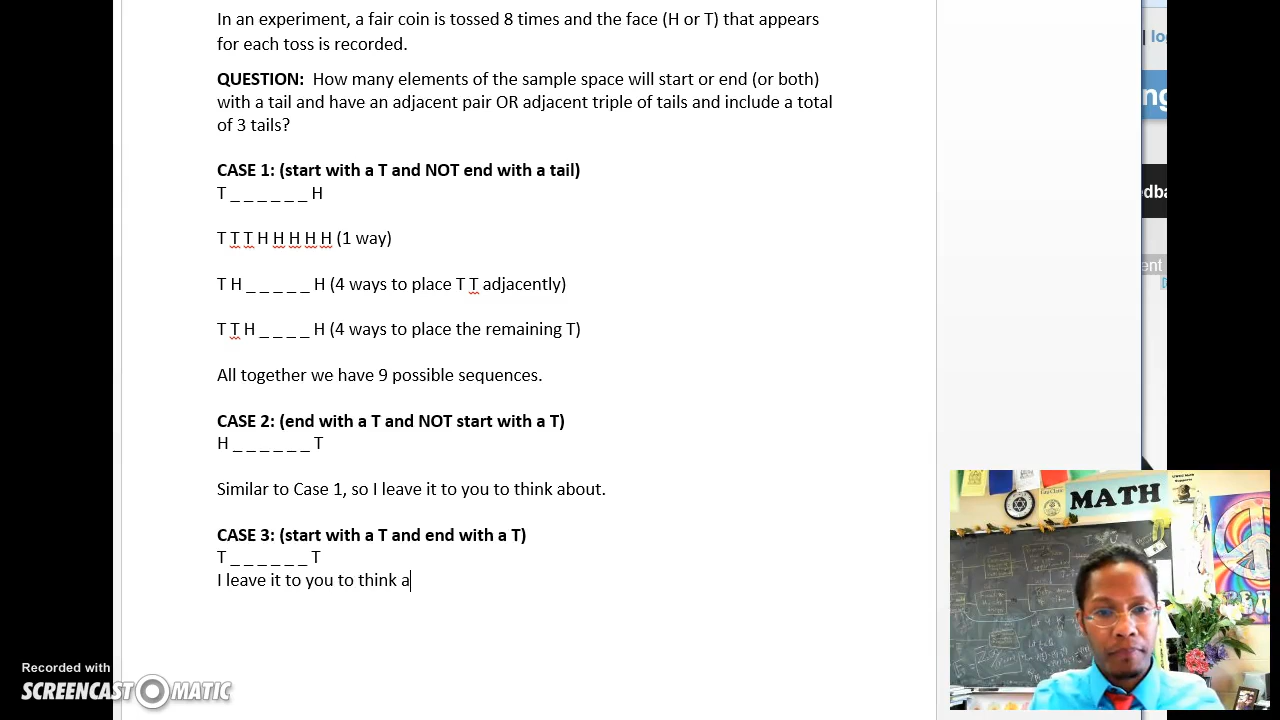 In an experiment, a fair coin is tossed 8 times and the face (H or T) that appears
for each toss is recorded.
QUESTION: How many elements of the sample space will start or end (or both)
with a tail and have an adjacent pair OR adjacent triple of tails and include a total
of 3 tails?
CASE 1: (start with a T and NOT end with a tail)
T _ _ _ _ _ _ H
T T T H H H H H (1 way)
T H _ _ _ _ _ H (4 ways to place T T adjacently)
T T H _ _ _ _ H (4 ways to place the remaining T)
All together we have 9 possible sequences.
CASE 2: (end with a T and NOT start with a T)
H _ _ _ _ _ _ T
Similar to Case 1, so I leave it to you to think about.
CASE 3: (start with a T and end with a T)
T _ _ _ _ _ _ T
I leave it to you to think a
MATH
Recorded with
SCREENCAST O MATIC